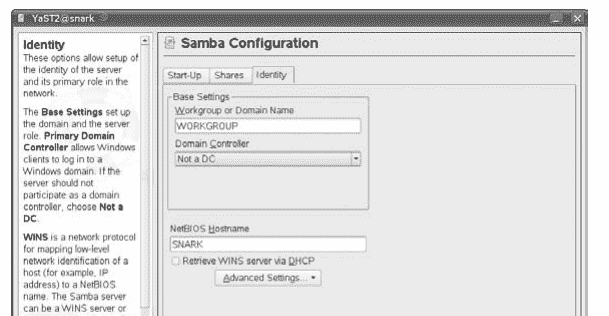 YaST2@snark
Identity
These options allow setup of
the identity of the server
and its primary role in the
network.
The Base Settings set up
the domain and the server
role. Primary Domain
Controller allows Windows
clients to log in to a
Windows domain. If the
server should not
participate as a domain
controller, choose Not a
DC.
WINS is a network protocol
for mapping low-level
network identification of a
host (for example, IP
address) to a NetBIOS
name. The Samba server
can be a WINS server or
Samba Configuration
Start-Up Shares Identity
Base Settings
Workgroup or Domain Name
WORKGROUP
Domain Controller
Not a DC
NetBIOS Hostname
SNARK
Retrieve WINS server via DHCP
Advanced Settings...